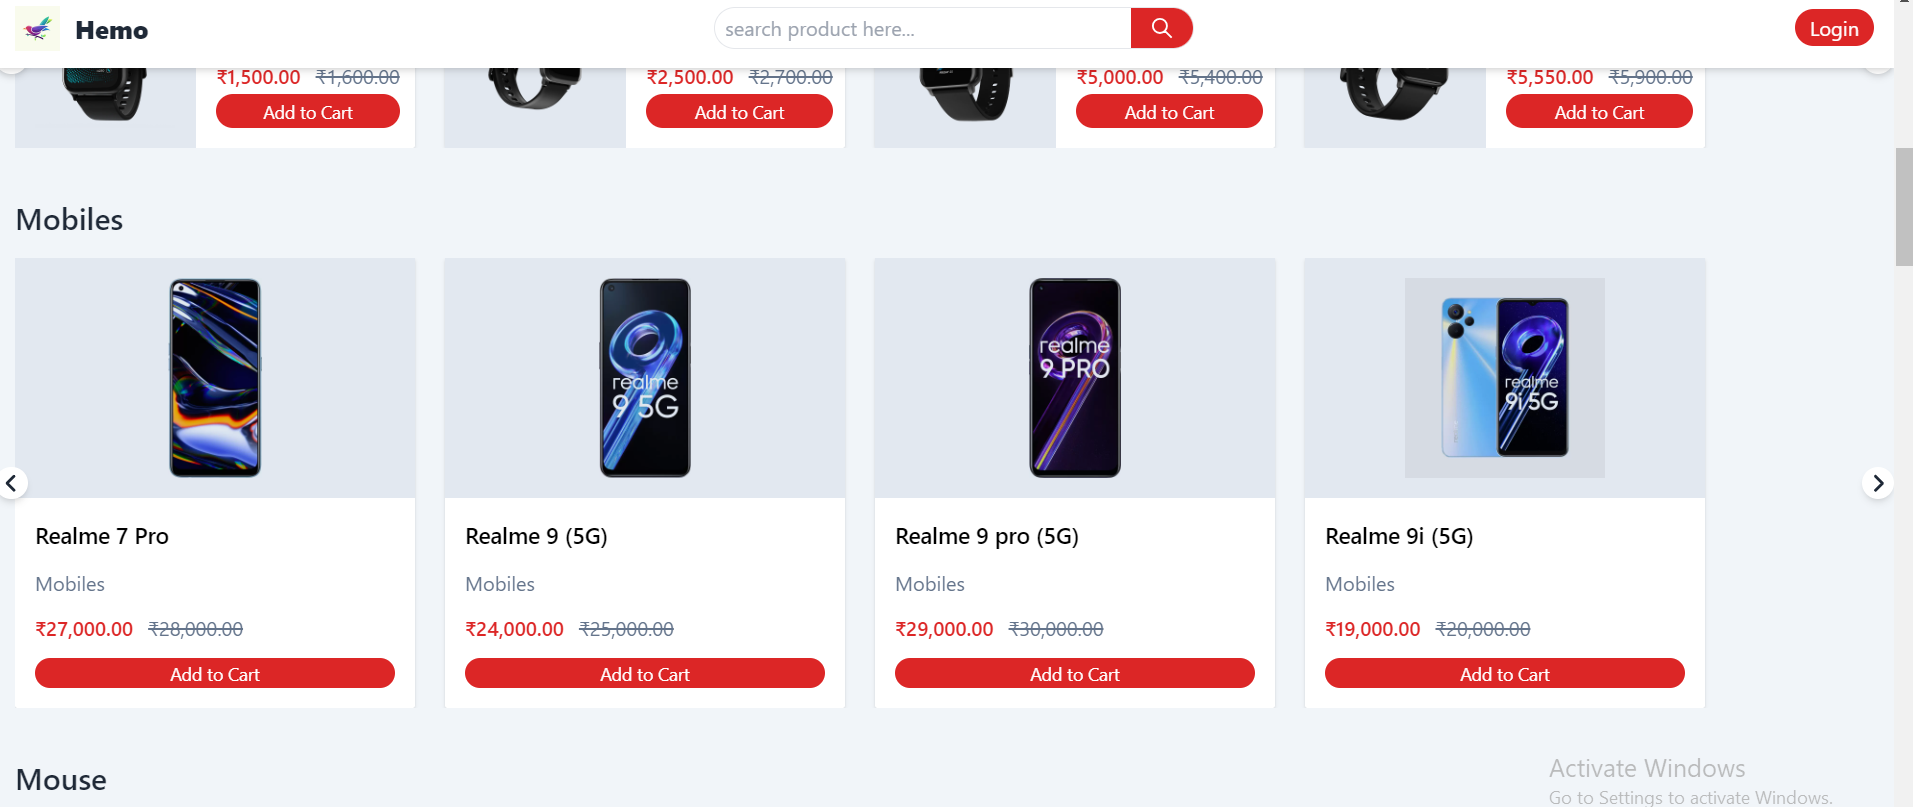 Hemo
search product here...
Login
₹1,500.00 ₹1,600.00
Add to Cart
₹2,500.00 ₹2,700.00
Add to Cart
₹5,000.00 ₹5,400.00
Add to Cart
₹5,550.00 ₹5,900.00
Add to Cart
Mobiles
realme
9 5G
realme
9 PRO
realme
9i 5G
Realme 7 Pro
Mobiles
₹27,000.00 ₹28,000.00
Add to Cart
Realme 9 (5G)
Mobiles
₹24,000.00 ₹25,000.00
Add to Cart
Realme 9 pro (5G)
Mobiles
₹29,000.00 ₹30,000.00
Add to Cart
Realme 9i (5G)
Mobiles
₹19,000.00 ₹20,000.00
Add to Cart
Mouse
Activate Windows
Go to Settings to activate Windows.